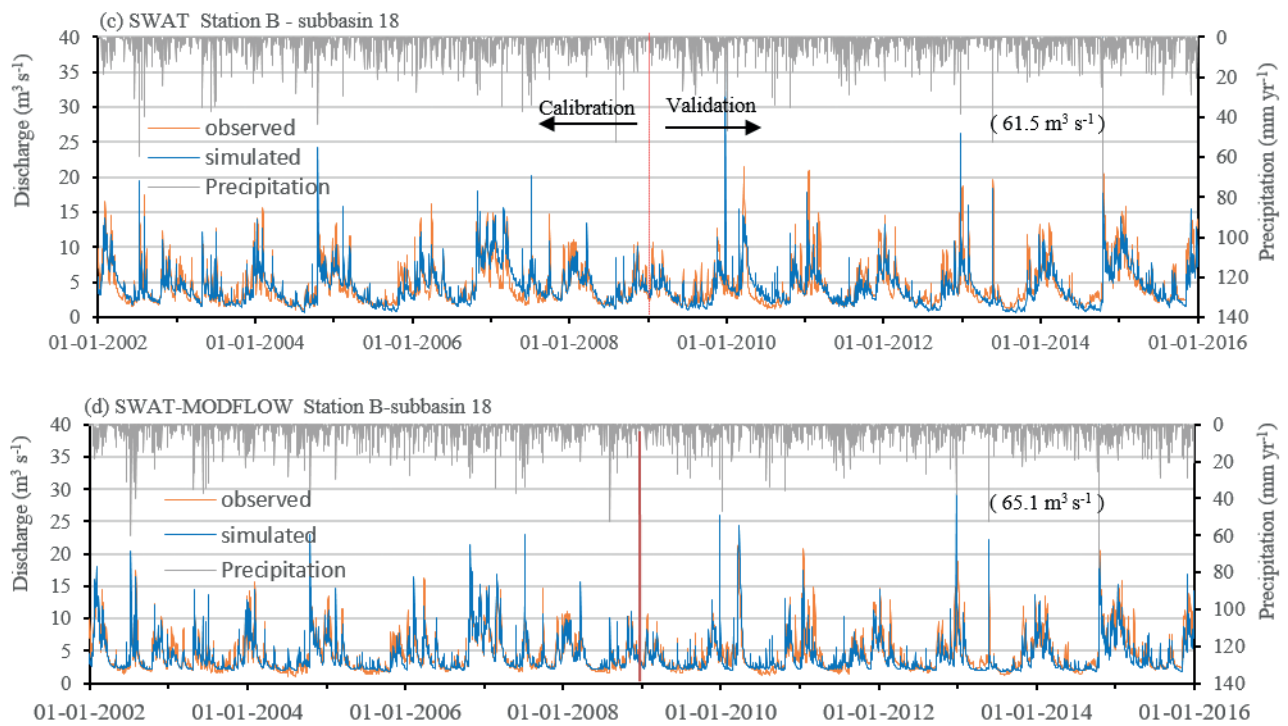 (c) SWAT Station B - subbasin 18
Discharge (m³ s⁻¹)
40
35
30
25
20
15
10
5
0
Calibration
Validation
observed
simulated
Precipitation
( 61.5 m³ s⁻¹ )
0
20
40
60
80
100
120
140
Precipitation (mm yr⁻¹)
01-01-2002 01-01-2004 01-01-2006 01-01-2008 01-01-2010 01-01-2012 01-01-2014 01-01-2016
(d) SWAT-MODFLOW Station B-subbasin 18
Discharge (m³ s⁻¹)
40
35
30
25
20
15
10
5
0
observed
simulated
Precipitation
( 65.1 m³ s⁻¹ )
0
20
40
60
80
100
120
140
Precipitation (mm yr⁻¹)
01-01-2002 01-01-2004 01-01-2006 01-01-2008 01-01-2010 01-01-2012 01-01-2014 01-01-2016